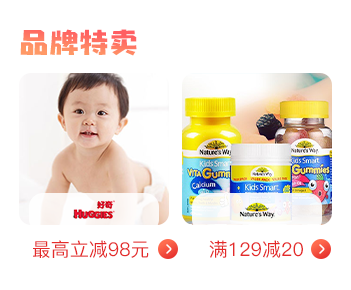 品牌特卖
好奇
HUGGIES
最高立减98元
Nature's Way
Kids Smart
VITA Gummies
Calcium
Nature's Way
Kids Smart
Nature's Way
Kids Smart
Gummies
Nature's Way
满129减20